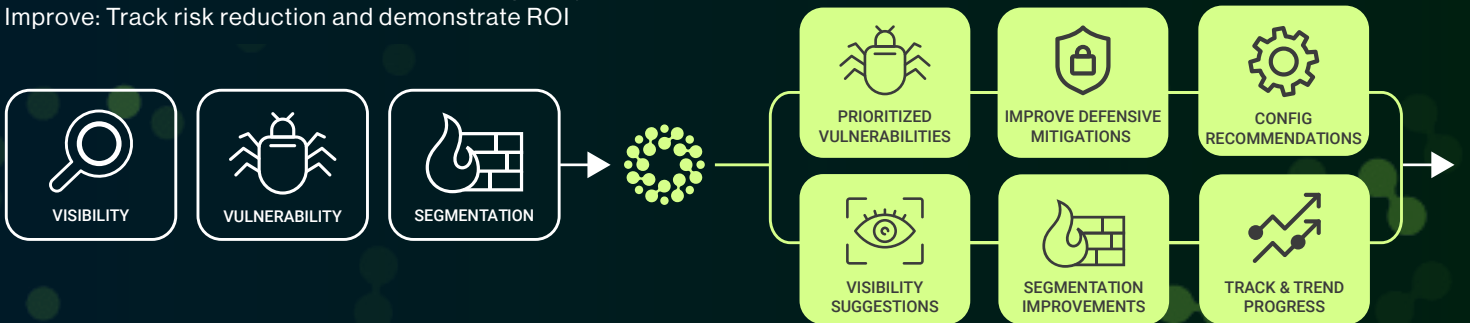 Improve: Track risk reduction and demonstrate ROI
VISIBILITY
VULNERABILITY
SEGMENTATION
PRIORITIZED
VULNERABILITIES
IMPROVE DEFENSIVE
MITIGATIONS
CONFIG
RECOMMENDATIONS
VISIBILITY
SUGGESTIONS
SEGMENTATION
IMPROVEMENTS
TRACK & TREND
PROGRESS